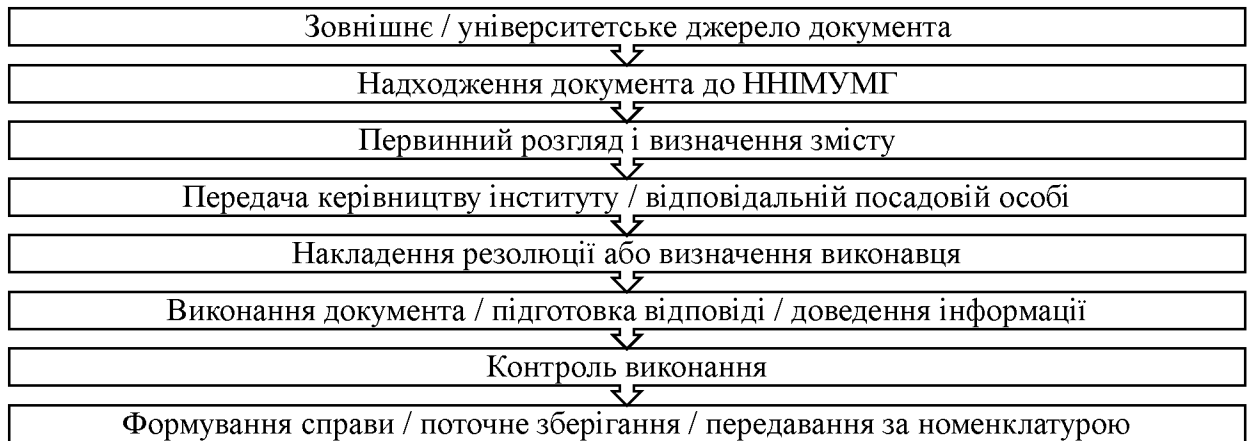 Зовнішнє / університетське джерело документа
Надходження документа до ННІМУМГ
Первинний розгляд і визначення змісту
Передача керівництву інституту / відповідальній посадовій особі
Накладення резолюції або визначення виконавця
Виконання документа / підготовка відповіді / доведення інформації
Контроль виконання
Формування справи / поточне зберігання / передавання за номенклатурою